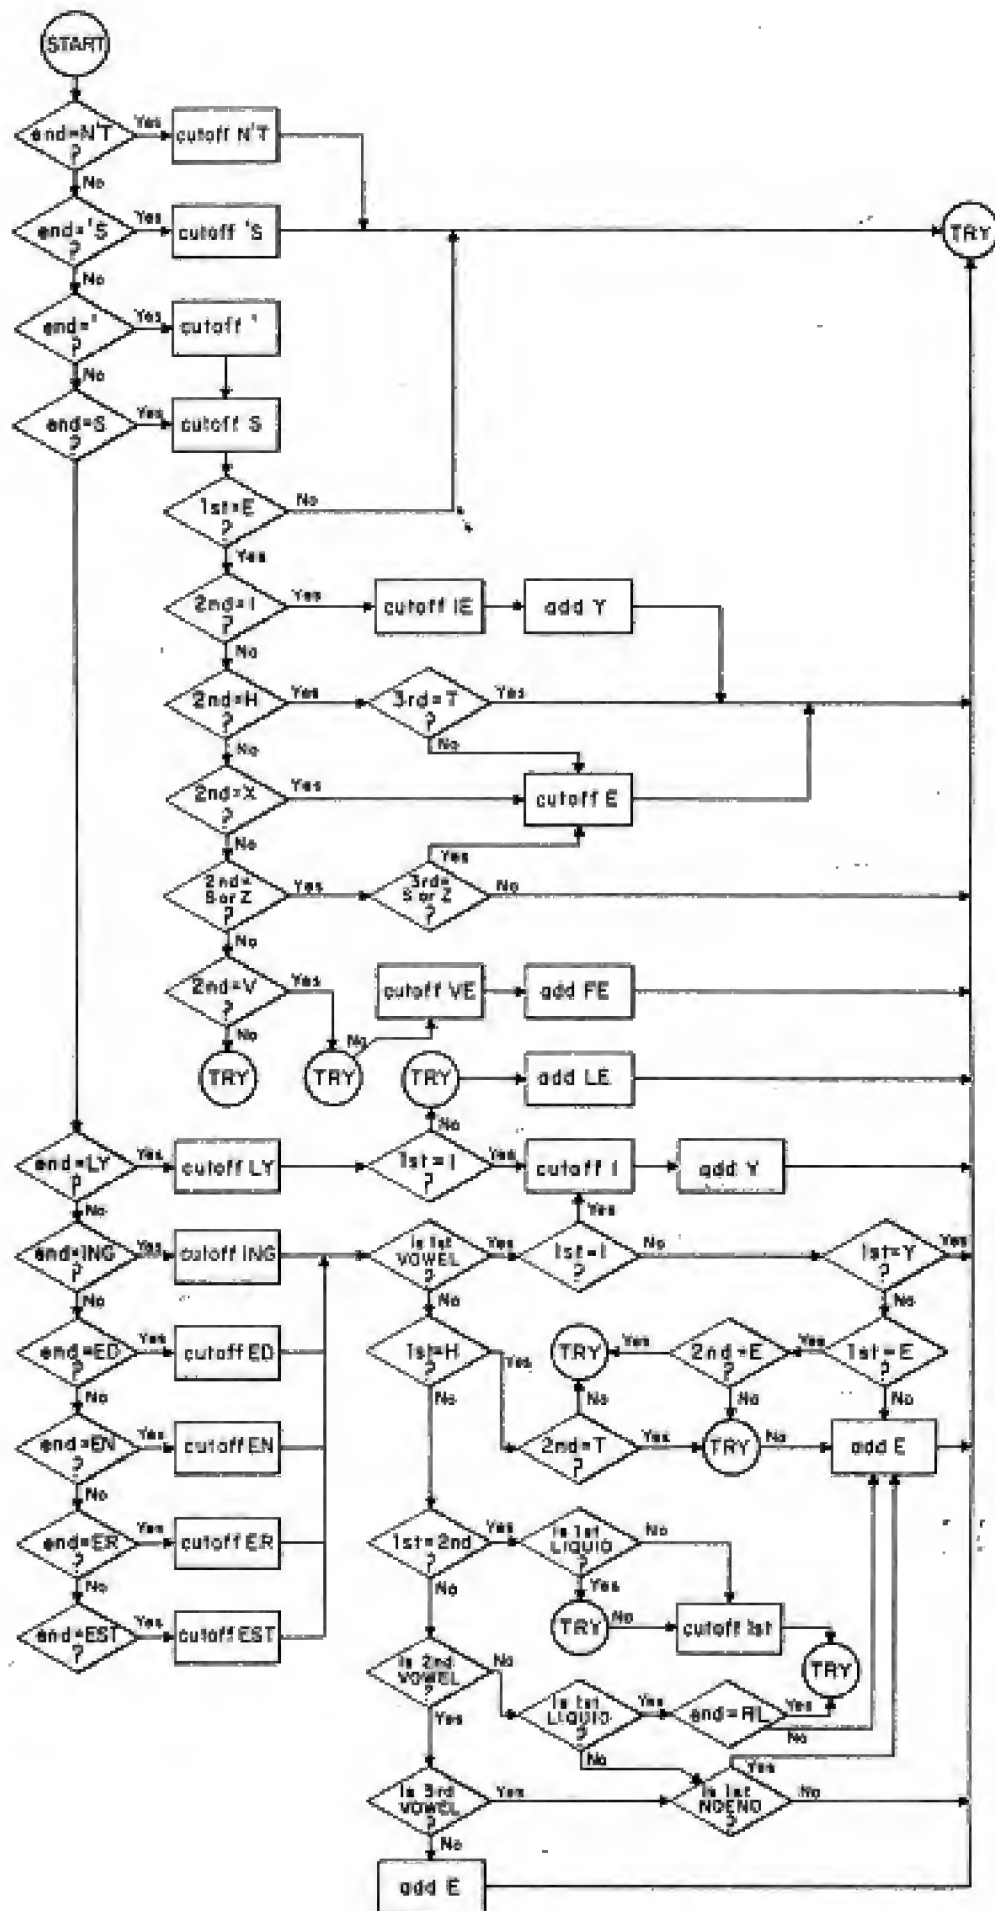 START
end=N'T
?
Yes
cutoff N'T
No
end='S
?
Yes
cutoff 'S
TRY
No
end='
?
Yes
cutoff '
No
end=S
?
Yes
cutoff S
1st=E
?
No
Yes
2nd=I
?
Yes
cutoff IE
add Y
No
2nd=H
?
Yes
3rd=T
?
Yes
No
No
2nd=X
?
Yes
cutoff E
No
Yes
2nd=
S or Z
?
Yes
3rd=
S or Z
?
No
No
2nd=V
?
Yes
cutoff VE
add FE
No
No
TRY
TRY
TRY
add LE
No
end=LY
?
Yes
cutoff LY
1st=I
?
Yes
cutoff I
add Y
No
Yes
end=ING
?
Yes
cutoff ING
Is 1st
VOWEL
?
Yes
1st=I
?
No
1st=Y
?
Yes
No
No
No
end=ED
?
Yes
cutoff ED
1st=H
?
Yes
TRY
Yes
2nd=E
?
Yes
1st=E
?
No
No
No
No
No
end=EN
?
Yes
cutoff EN
2nd=T
?
Yes
TRY
No
add E
No
end=ER
?
Yes
cutoff ER
1st=2nd
?
Yes
Is 1st
LIQUID
?
No
No
No
Yes
end=EST
?
Yes
cutoff EST
TRY
No
cutoff 1st
TRY
Is 2nd
VOWEL
?
No
Is 1st
LIQUID
?
Yes
end=RL
Yes
No
Yes
No
Yes
Is 3rd
VOWEL
?
Yes
Is 1st
NOEND
?
No
No
add E